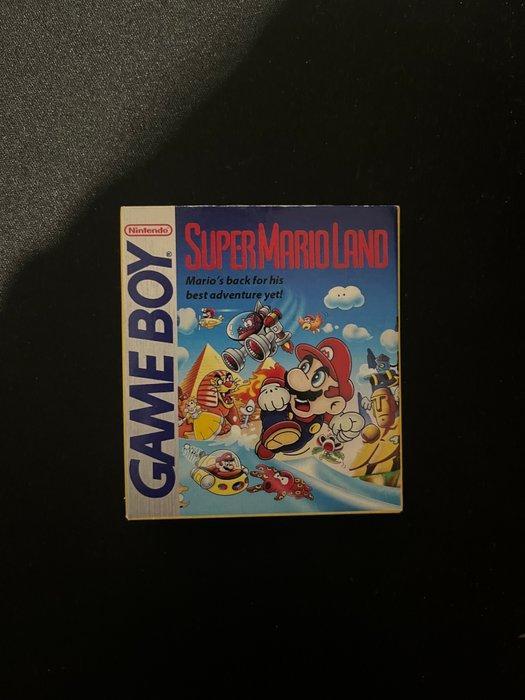 Nintendo
GAME BOY®
SUPER MARIO LAND
Mario's back for his
best adventure yet!